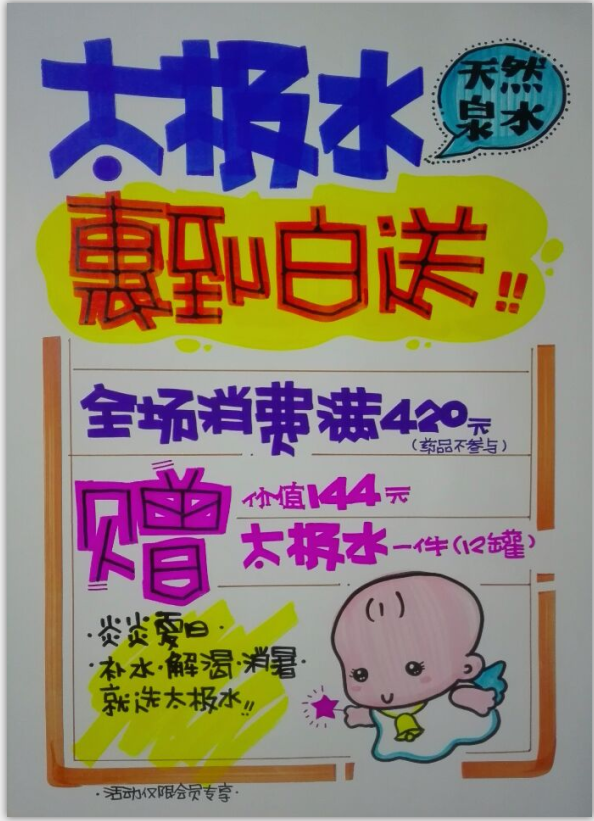 太极水
天然
泉水
惠到白送!!
全场消费满420元
(药品不参与)
赠
价值144元
太极水一件(12罐)
·炎炎夏日·
·补水·解渴·消暑·
就选太极水!!
·活动仅限会员专享·